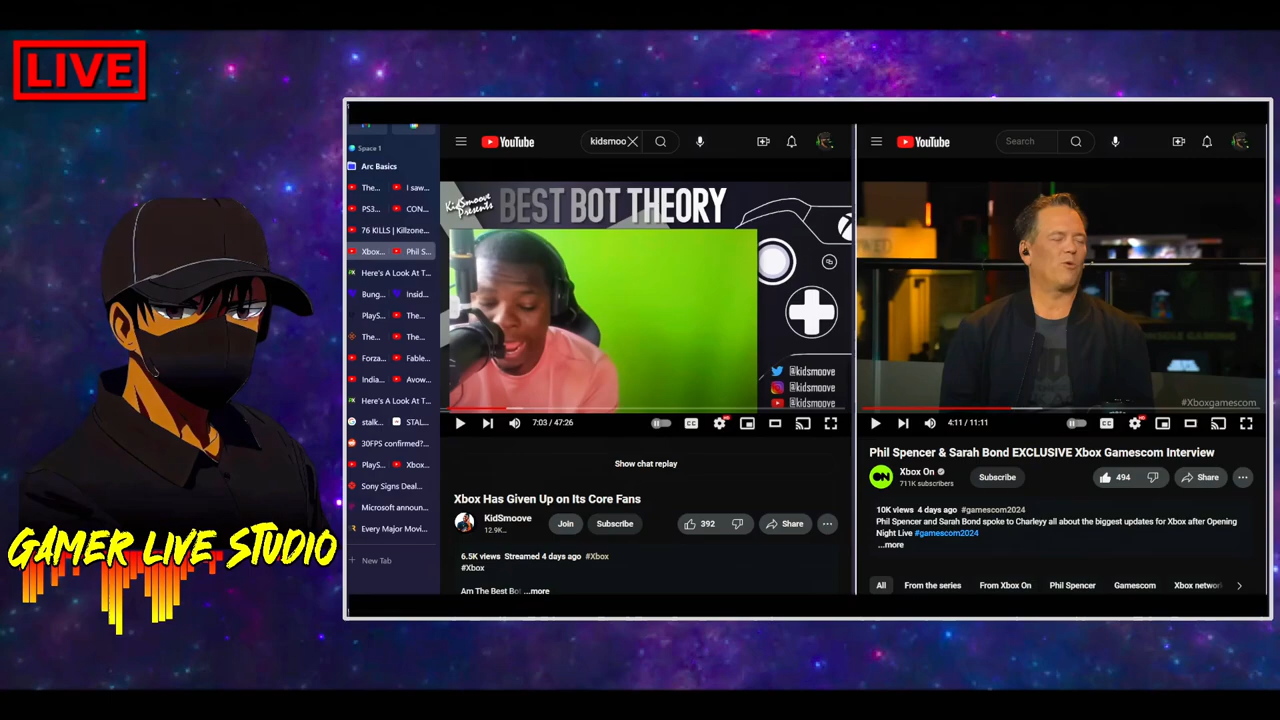 LIVE
Space 1
Arc Basics
The...
I saw...
PS3...
CON...
76 KILLS | Killzone...
Xbox...
Phil S...
Here's A Look At T...
Bung...
Insid...
PlayS...
The...
The...
The...
Forza...
Fable...
India...
Avow...
Here's A Look At T...
stalk...
STAL...
30FPS confirmed?...
PlayS...
Xbox...
Sony Signs Deal...
Microsoft announ...
Every Major Movi...
New Tab
YouTube
kidsmoo
KidSmoove
Presents
BEST BOT THEORY
@kidsmoove
@kidsmoove
@kidsmoove
7:03 / 47:26
CC
HD
Show chat replay
Xbox Has Given Up on Its Core Fans
KidSmoove
12.9K...
Join
Subscribe
392
Share
6.5K views Streamed 4 days ago #Xbox
#Xbox
Am The Best Bot ...more
YouTube
Search
#Xboxgamescom
4:11 / 11:11
CC
HD
Phil Spencer & Sarah Bond EXCLUSIVE Xbox Gamescom Interview
ON
Xbox On
711K subscribers
Subscribe
494
Share
10K views 4 days ago #gamescom2024
Phil Spencer and Sarah Bond spoke to Charleyy all about the biggest updates for Xbox after Opening
Night Live #gamescom2024
...more
All
From the series
From Xbox On
Phil Spencer
Gamescom
Xbox networ
GAMER LIVE STUDIO